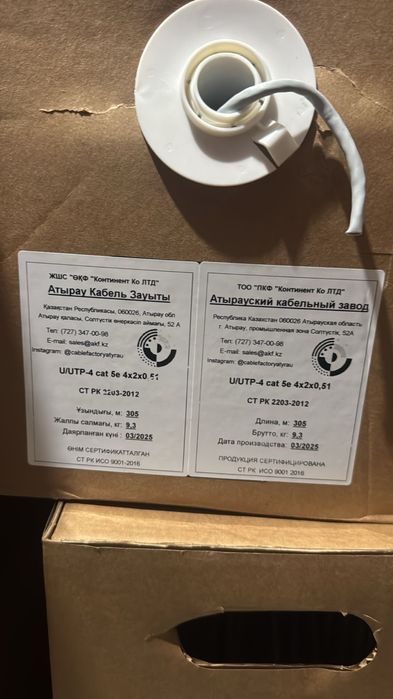 ЖШС "ӨҚФ "Континент Ко ЛТД"
Атырау Кабель Зауыты
Қазақстан Республикасы, 060026, Атырау обл
Атырау қаласы, Солтүстік өнеркәсіп аймағы, 52 А
Тел: (727) 347-00-98
E-mail: sales@akf.kz
Instagram: @cablefactoryatyrau
U/UTP-4 cat 5e 4x2x0,51
СТ РК 2203-2012
Ұзындығы, м: 305
Жалпы салмағы, кг: 9,3
Даярланған күні : 03/2025
ӨНІМ СЕРТИФИКАТТАЛҒАН
СТ РК ИСО 9001-2016
ТОО "ПКФ "Континент Ко ЛТД"
Атырауский кабельный завод
Республика Казахстан 060026 Атырауская область
г. Атырау, промышленная зона Солтүстік, 52А
Тел: (727) 347-00-98
E-mail: sales@akf.kz
Instagram: @cablefactoryatyrau
U/UTP-4 cat 5e 4x2x0,51
СТ РК 2203-2012
Длина, м: 305
Брутто, кг: 9,3
Дата производства: 03/2025
ПРОДУКЦИЯ СЕРТИФИЦИРОВАНА
СТ РК ИСО 9001 2016